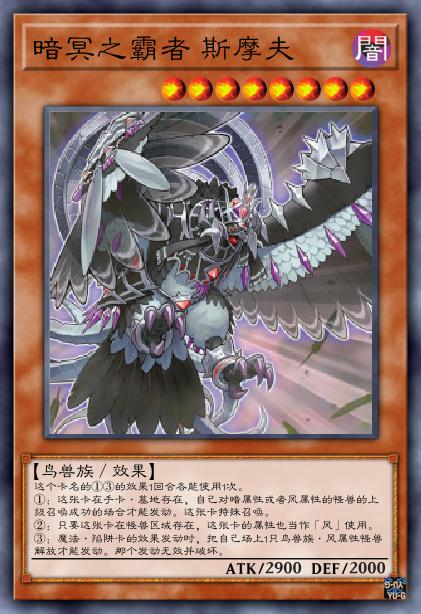 暗冥之霸者 斯摩夫
闇
【鸟兽族/效果】
这个卡名的①③的效果1回合各能使用1次。
①：这张卡在手卡·墓地存在，自己对暗属性或者风属性的怪兽的上
级召唤成功的场合才能发动。这张卡特殊召唤。
②：只要这张卡在怪兽区域存在，这张卡的属性也当作「风」使用。
③：魔法·陷阱卡的效果发动时，把自己场上1只鸟兽族·风属性怪兽
解放才能发动。那个发动无效并破坏。
ATK/2900 DEF/2000